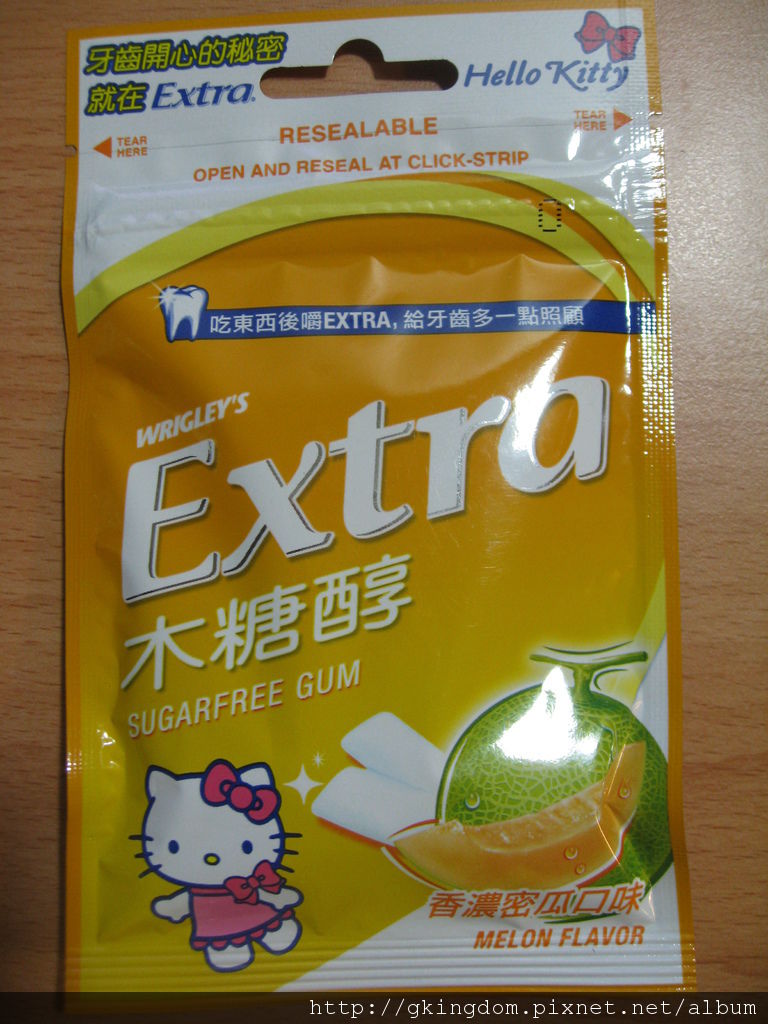 牙齒開心的秘密
就在 Extra.
Hello Kitty
TEAR HERE
RESEALABLE
TEAR HERE
OPEN AND RESEAL AT CLICK-STRIP
吃東西後嚼EXTRA, 給牙齒多一點照顧
WRIGLEY'S
Extra
木糖醇
SUGARFREE GUM
香濃密瓜口味
MELON FLAVOR
http://gkingdom.pixnet.net/album